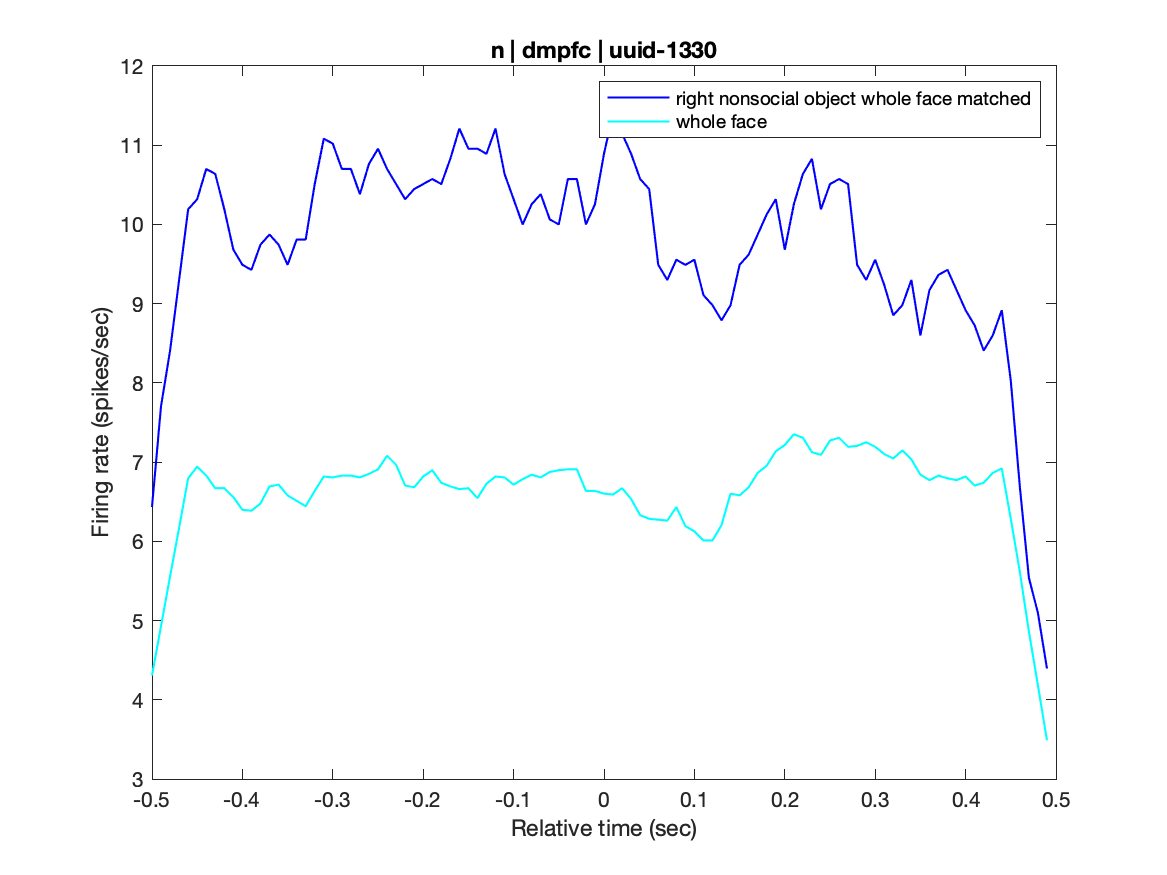 n | dmpfc | uuid-1330
right nonsocial object whole face matched
whole face
12
11
10
9
8
7
6
5
4
3
Firing rate (spikes/sec)
-0.5 -0.4 -0.3 -0.2 -0.1 0 0.1 0.2 0.3 0.4 0.5
Relative time (sec)